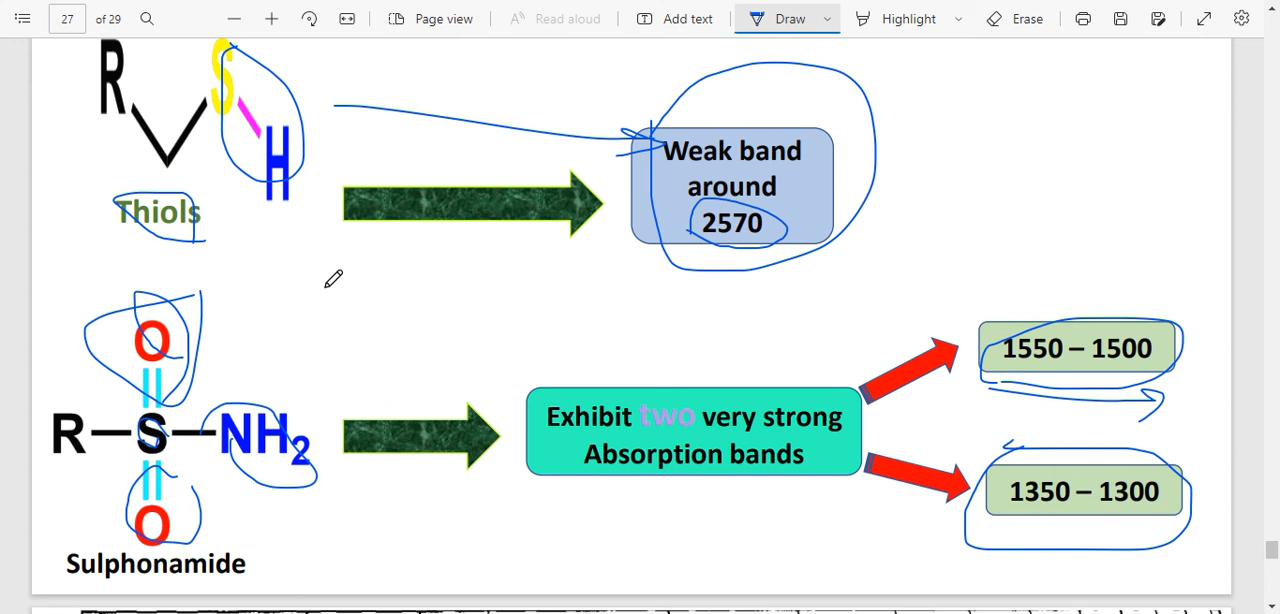 27 of 29 Page view Read aloud Add text Draw Highlight Erase
R S H
Thiols
Weak band
around
2570
O
R – S – NH2
O
Sulphonamide
Exhibit two very strong
Absorption bands
1550 – 1500
1350 – 1300